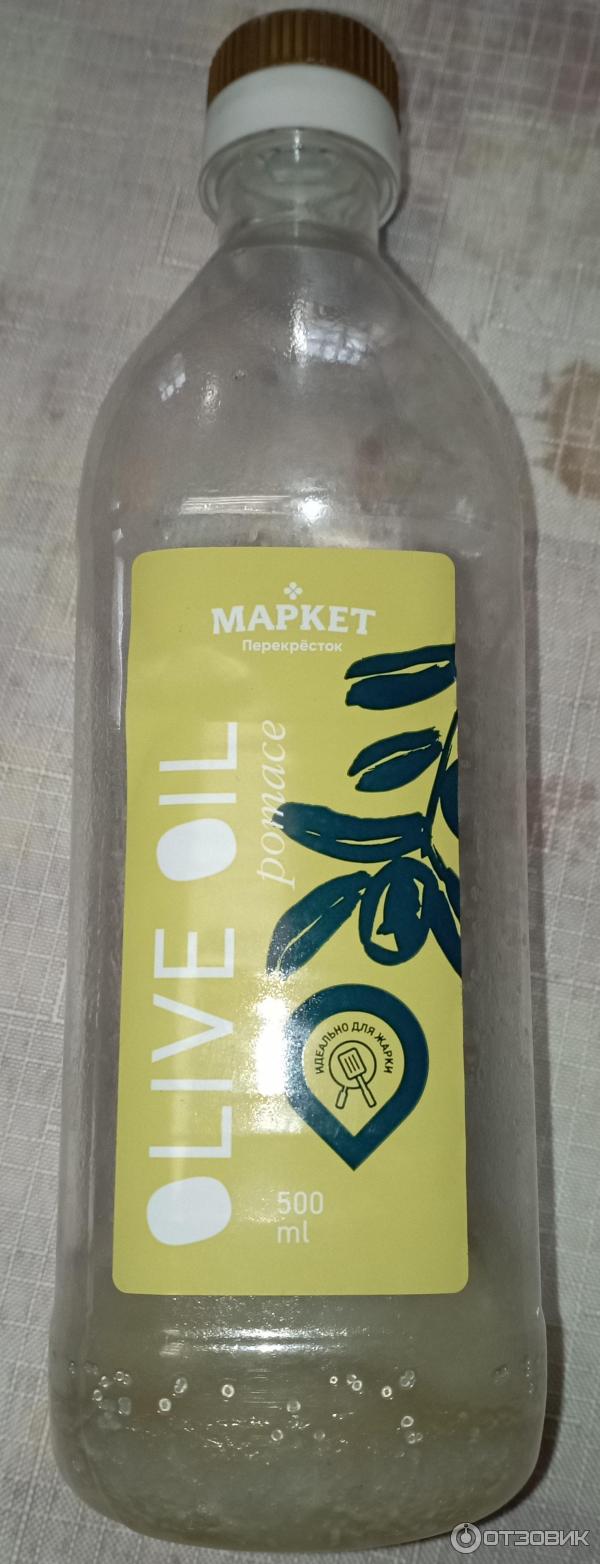 МАРКЕТ
Перекрёсток
OLIVE OIL
pomace
ИДЕАЛЬНО ДЛЯ ЖАРКИ
500
ml
ОТЗОВИК